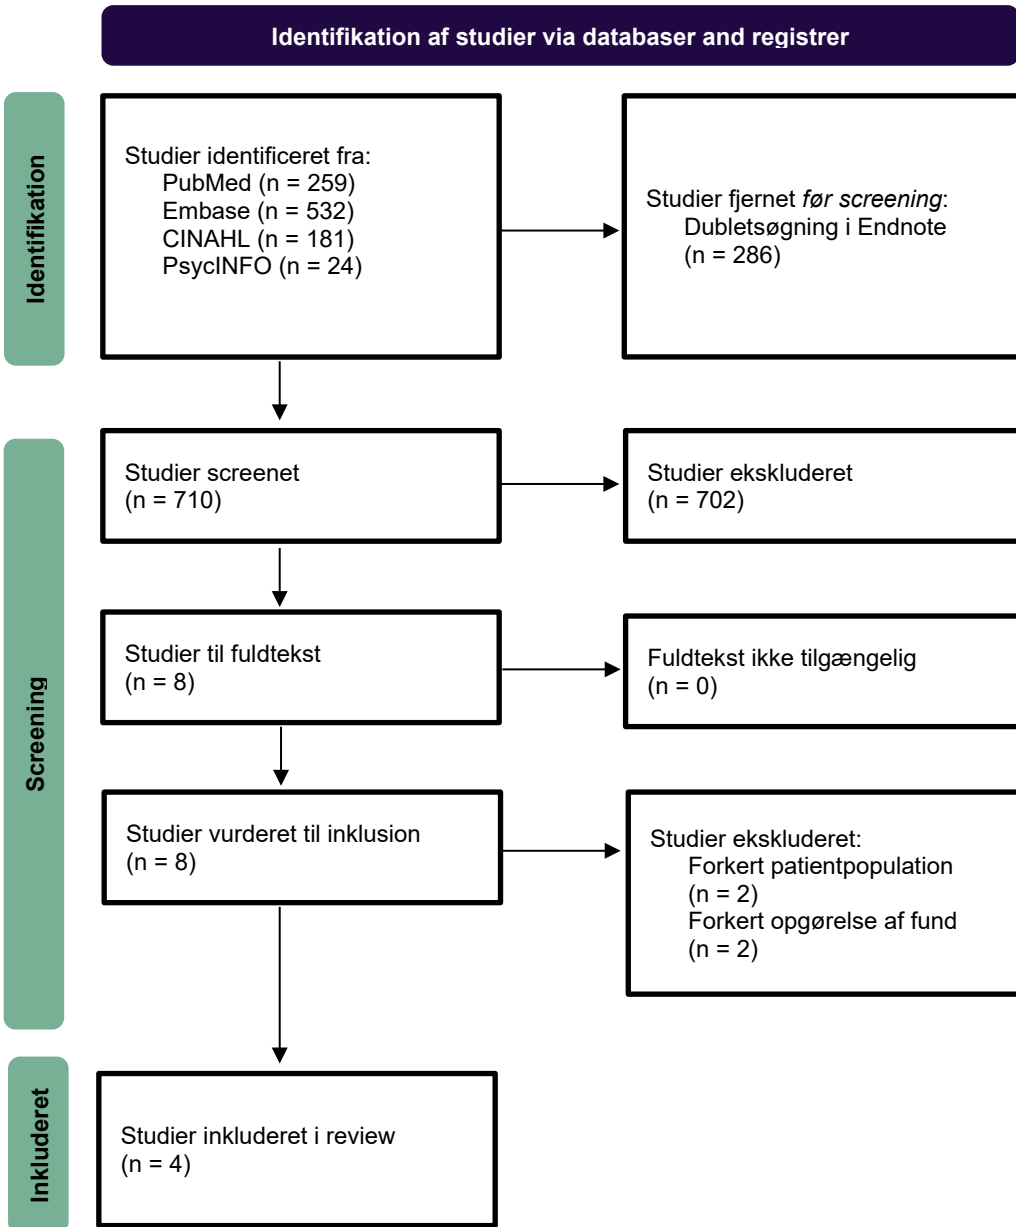 Identifikation af studier via databaser and registrer
Identifikation
Studier identificeret fra:
PubMed (n = 259)
Embase (n = 532)
CINAHL (n = 181)
PsycINFO (n = 24)
Studier fjernet før screening:
Dubletsøgning i Endnote
(n = 286)
Screening
Studier screenet
(n = 710)
Studier ekskluderet
(n = 702)
Studier til fuldtekst
(n = 8)
Fuldtekst ikke tilgængelig
(n = 0)
Studier vurderet til inklusion
(n = 8)
Studier ekskluderet:
Forkert patientpopulation
(n = 2)
Forkert opgørelse af fund
(n = 2)
Inkluderet
Studier inkluderet i review
(n = 4)